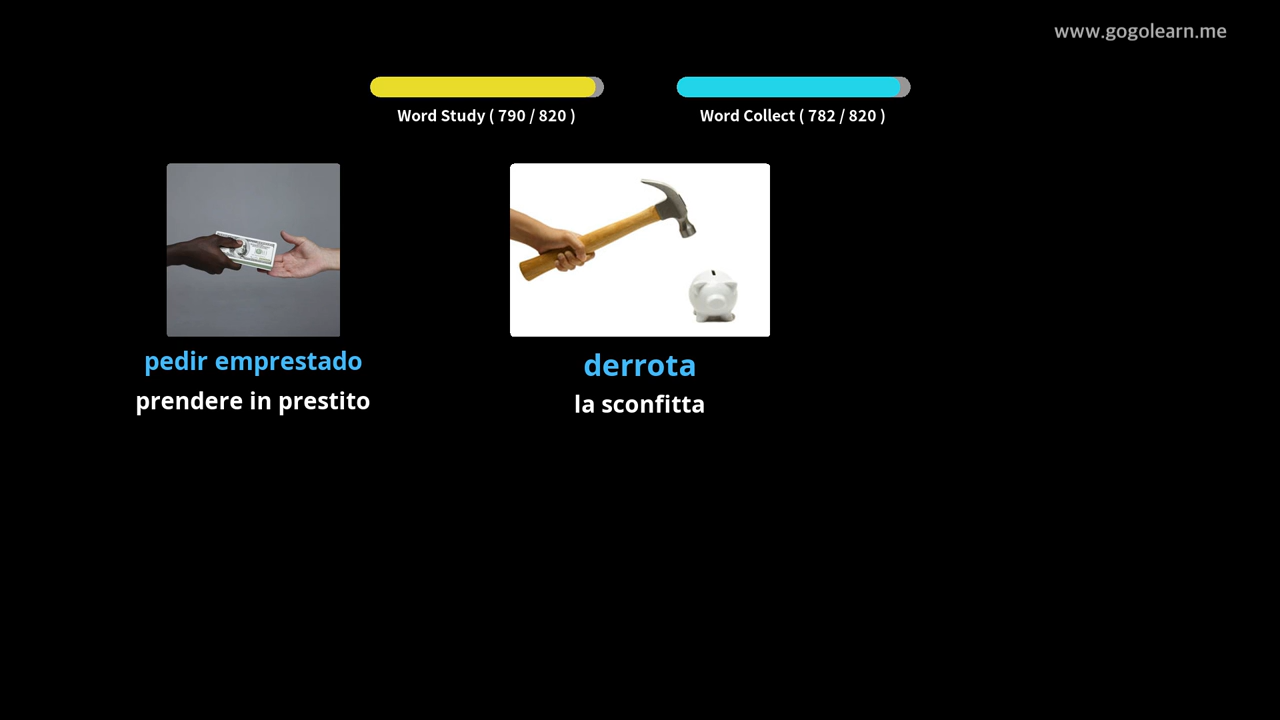 www.gogolearn.me
Word Study ( 790 / 820 )
Word Collect ( 782 / 820 )
pedir emprestado
prendere in prestito
derrota
la sconfitta